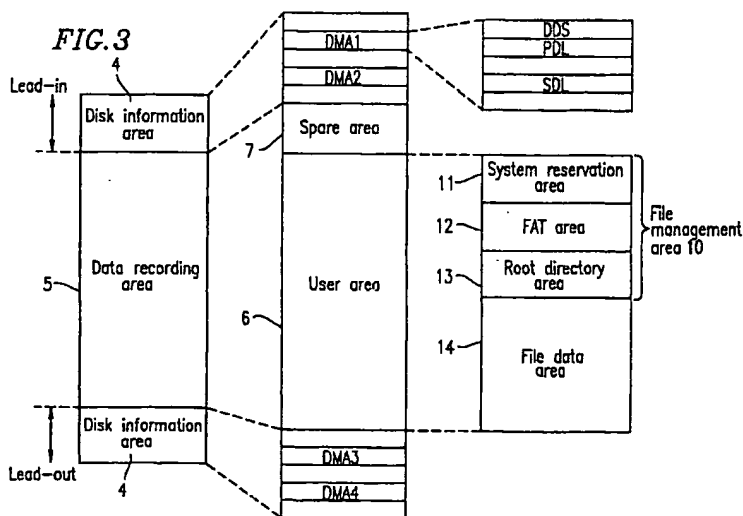 FIG.3
Lead-in
4
Disk information
area
5
Data recording
area
Disk information
area
4
Lead-out
DMA1
DMA2
7
Spare area
6
User area
DMA3
DMA4
DDS
PDL
SDL
11
System reservation
area
12
FAT area
13
Root directory
area
14
File data
area
File
management
area 10